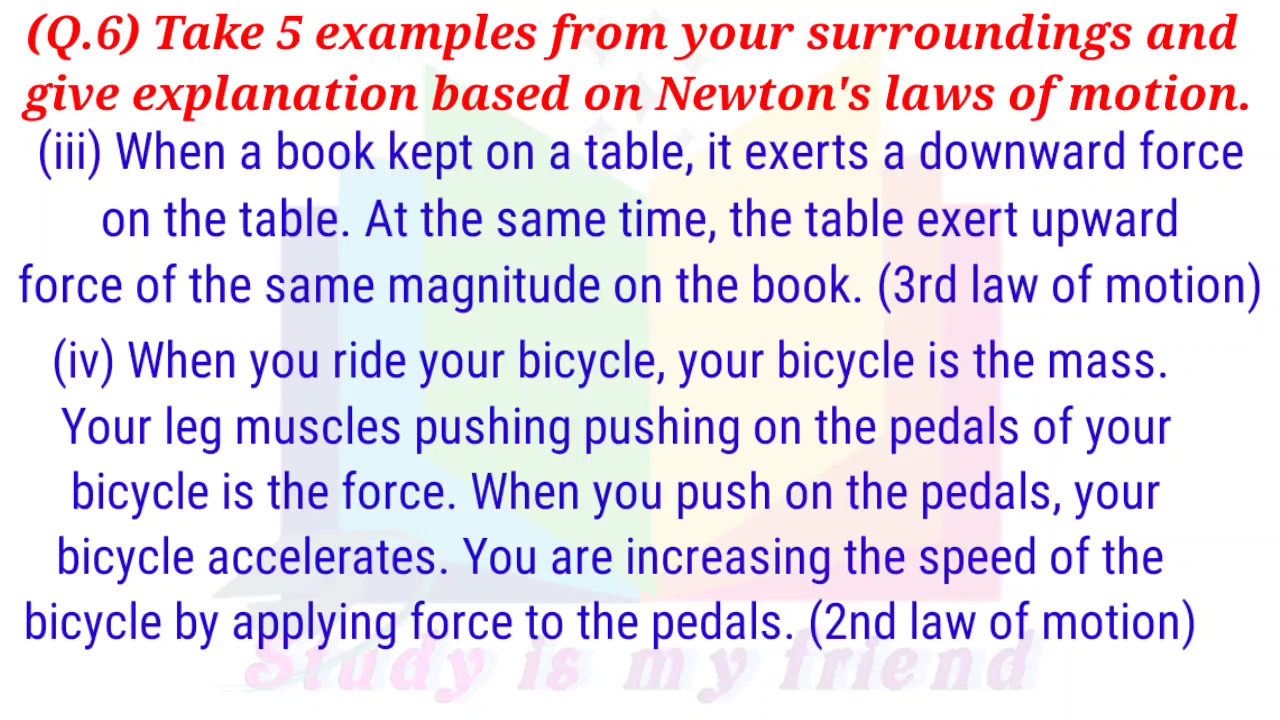 (Q.6) Take 5 examples from your surroundings and
give explanation based on Newton's laws of motion.
(iii) When a book kept on a table, it exerts a downward force
on the table. At the same time, the table exert upward
force of the same magnitude on the book. (3rd law of motion)
(iv) When you ride your bicycle, your bicycle is the mass.
Your leg muscles pushing pushing on the pedals of your
bicycle is the force. When you push on the pedals, your
bicycle accelerates. You are increasing the speed of the
bicycle by applying force to the pedals. (2nd law of motion)
Study is my friend